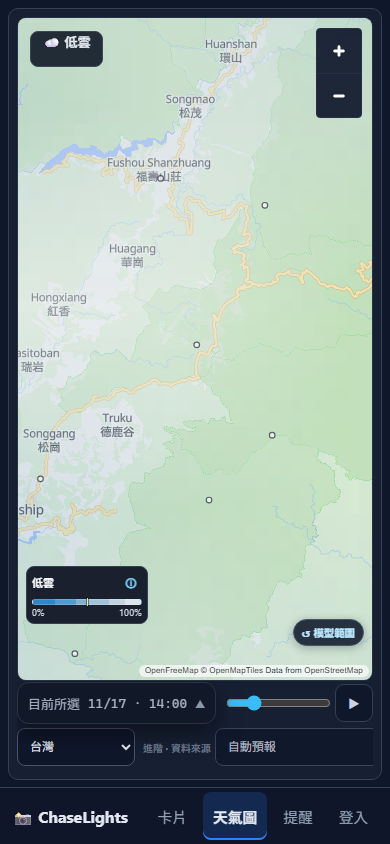 低雲
+
−
Huanshan
環山
Songmao
松茂
Fushou Shanzhuang
福壽山莊
Huagang
華崗
Hongxiang
紅香
asitoban
瑞岩
Truku
德鹿谷
Songgang
松崗
ship
低雲
0% 100%
↺ 模型範圍
OpenFreeMap © OpenMapTiles Data from OpenStreetMap
目前所選 11/17 · 14:00 ▲
▶
台灣 進階・資料來源 自動預報
ChaseLights 卡片 天氣圖 提醒 登入